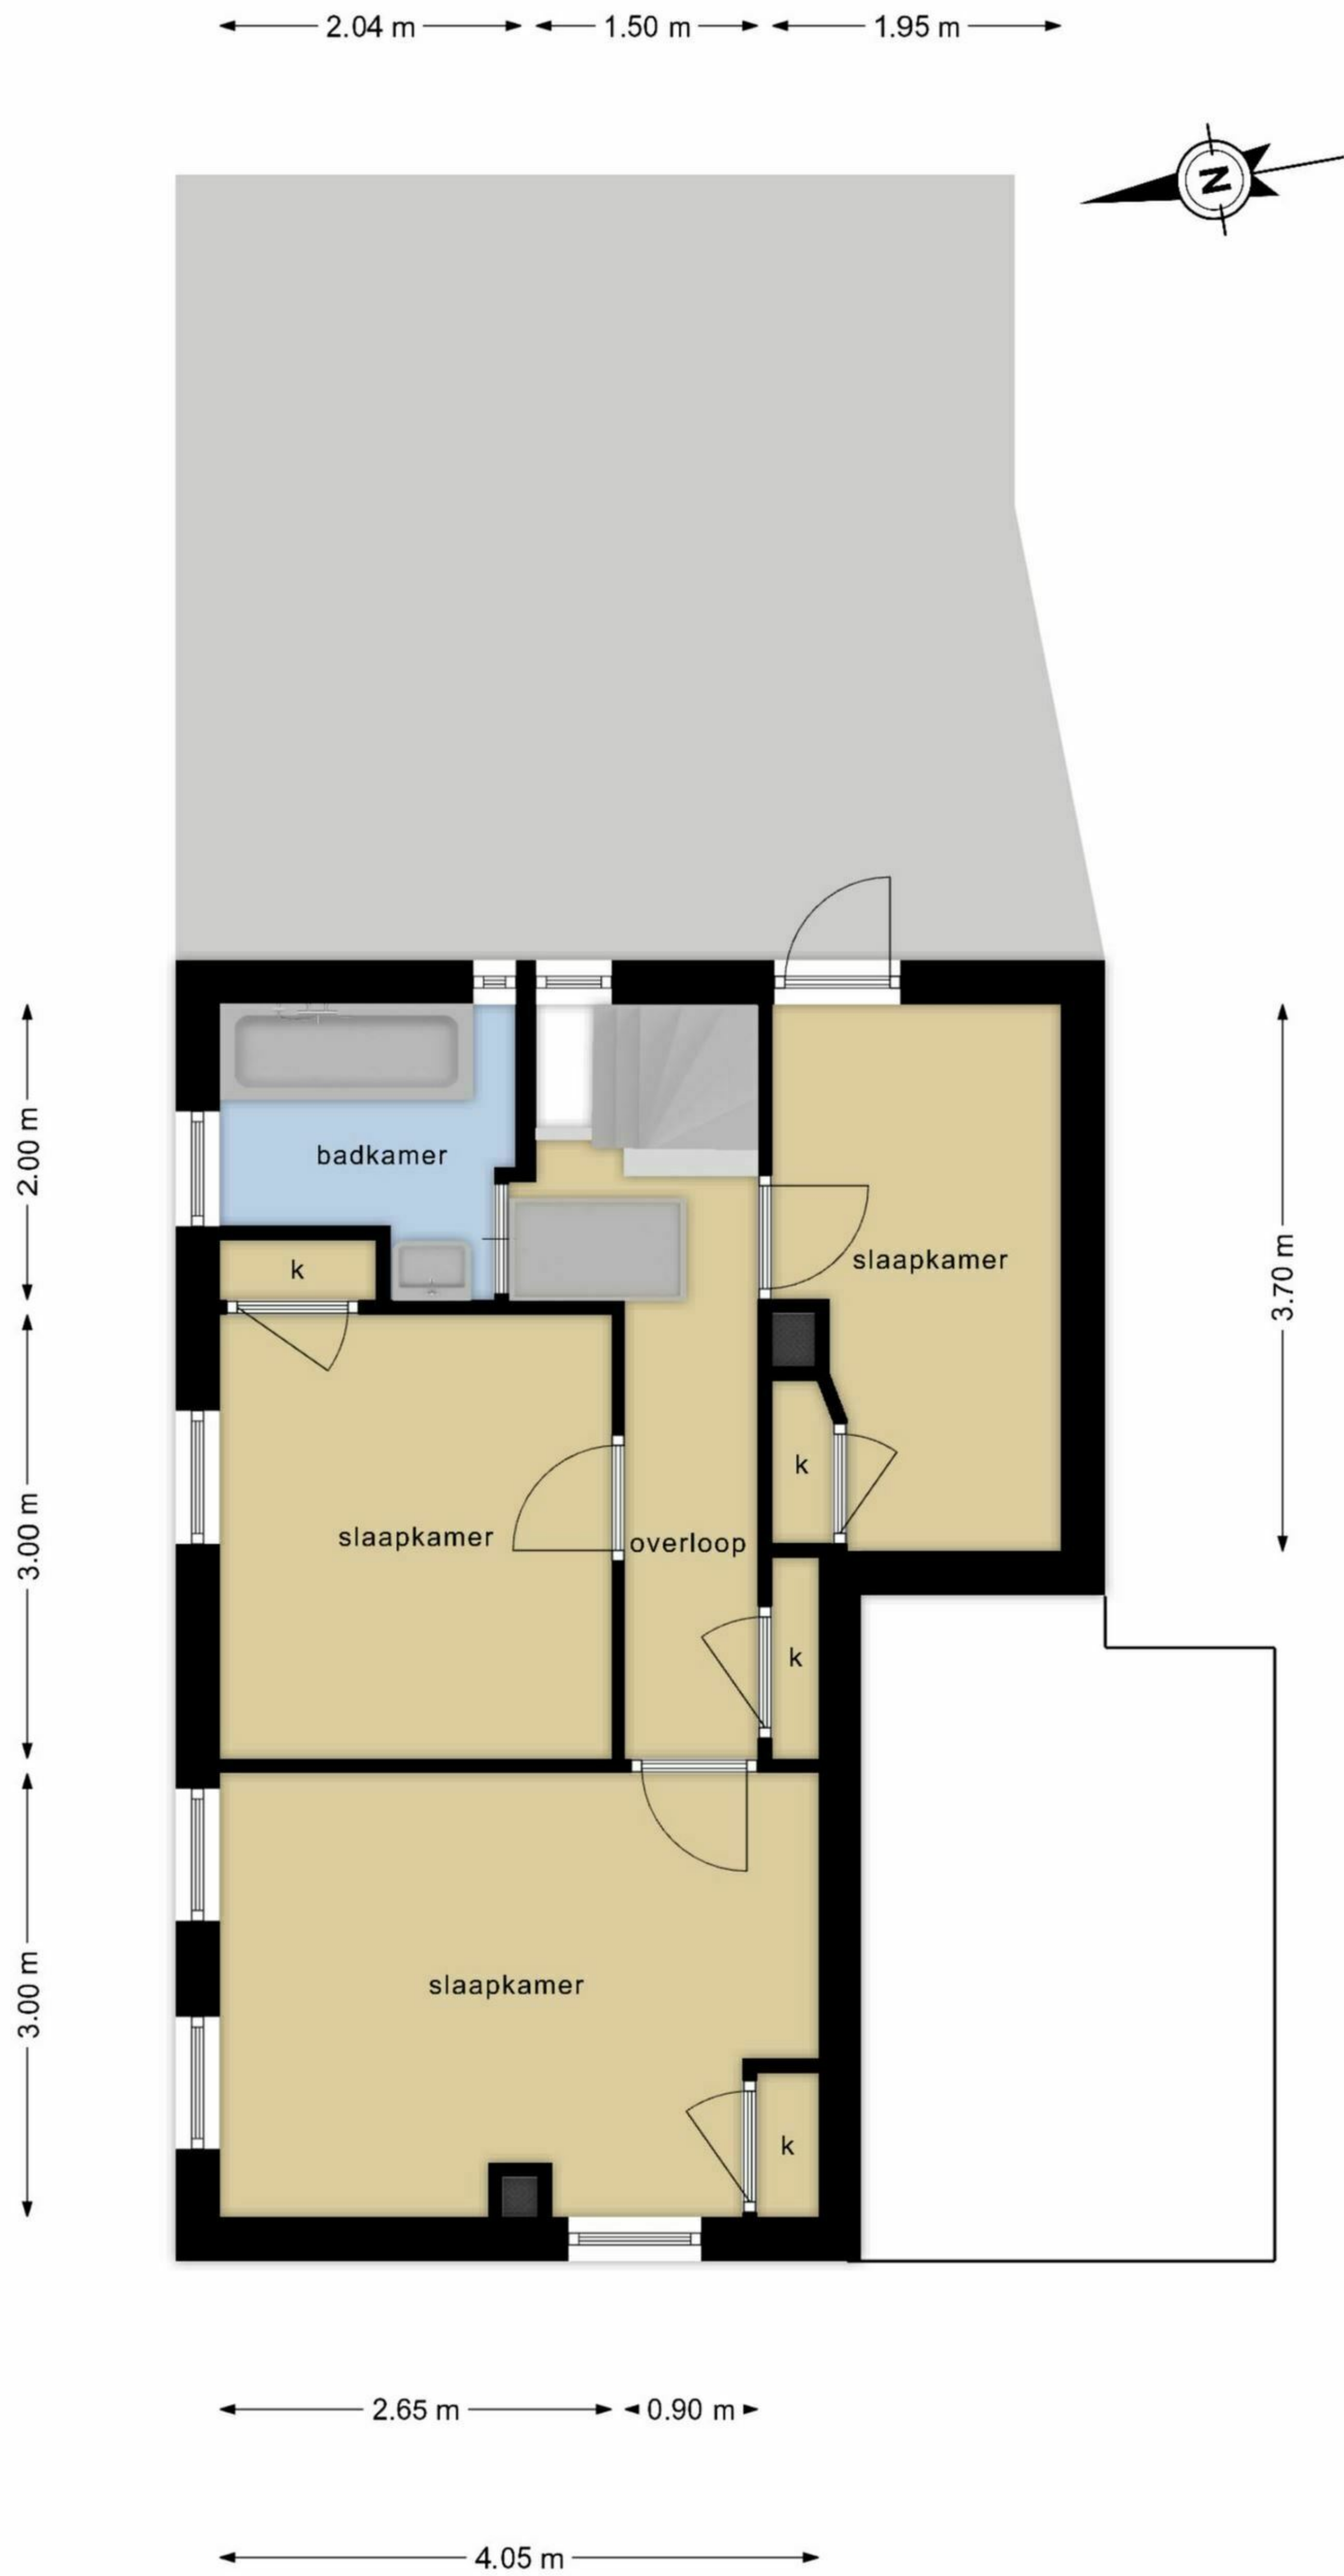 2.04 m 1.50 m 1.95 m
N
badkamer
2.00 m
k
slaapkamer
3.70 m
k
slaapkamer
overloop
3.00 m
k
slaapkamer
3.00 m
k
2.65 m 0.90 m
4.05 m